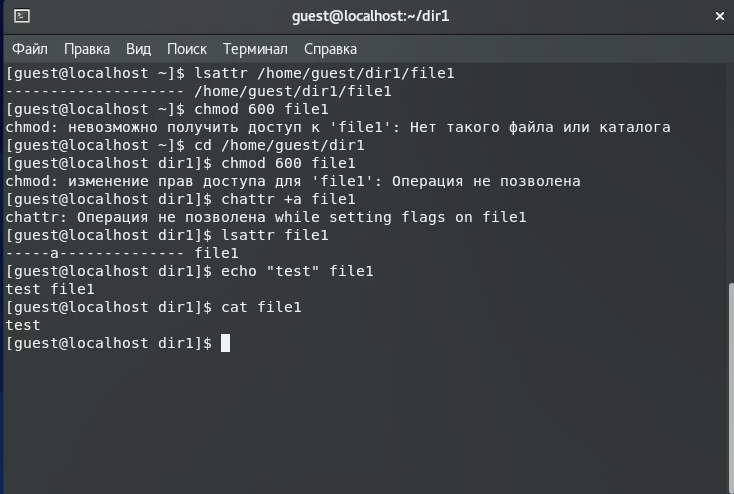 guest@localhost:~/dir1
Файл Правка Вид Поиск Терминал Справка
[guest@localhost ~]$ lsattr /home/guest/dir1/file1
-------------------- /home/guest/dir1/file1
[guest@localhost ~]$ chmod 600 file1
chmod: невозможно получить доступ к 'file1': Нет такого файла или каталога
[guest@localhost ~]$ cd /home/guest/dir1
[guest@localhost dir1]$ chmod 600 file1
chmod: изменение прав доступа для 'file1': Операция не позволена
[guest@localhost dir1]$ chattr +a file1
chattr: Операция не позволена while setting flags on file1
[guest@localhost dir1]$ lsattr file1
-----a-------------- file1
[guest@localhost dir1]$ echo "test" file1
test file1
[guest@localhost dir1]$ cat file1
test
[guest@localhost dir1]$